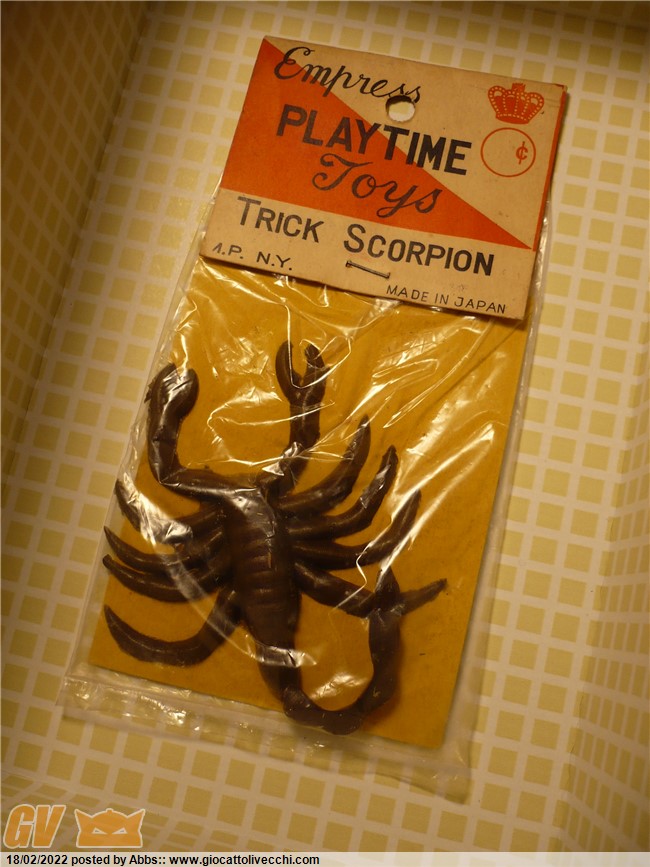 Empress
PLAYTIME
Toys
¢
TRICK SCORPION
M.P. N.Y.
MADE IN JAPAN
GV
18/02/2022 posted by Abbs:: www.giocattolivecchi.com